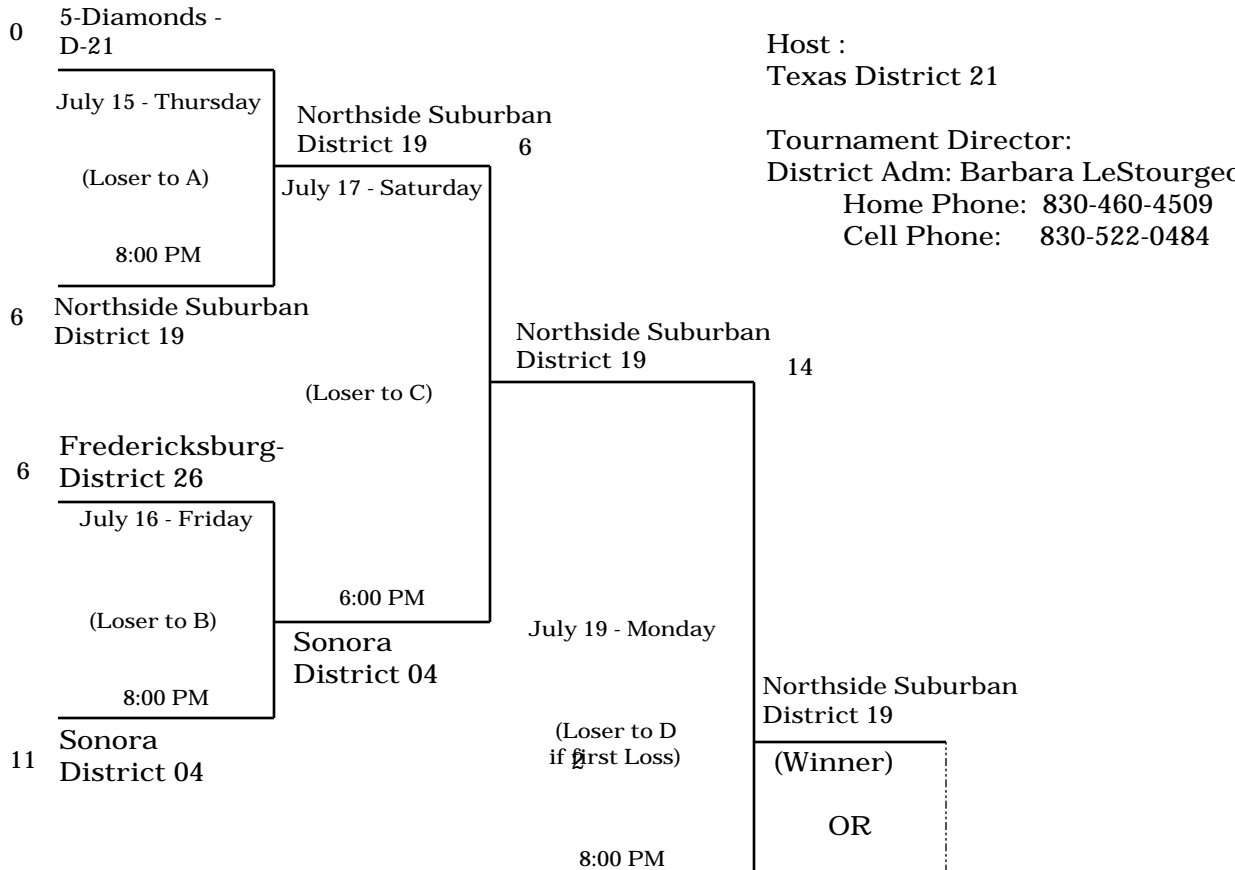 0
5-Diamonds -
D-21
Host :
Texas District 21
July 15 - Thursday
Northside Suburban
District 19
6
Tournament Director:
District Adm: Barbara LeStourgeo
Home Phone: 830-460-4509
Cell Phone: 830-522-0484
(Loser to A)
July 17 - Saturday
8:00 PM
6
Northside Suburban
District 19
Northside Suburban
District 19
14
(Loser to C)
6
Fredericksburg-
District 26
July 16 - Friday
6:00 PM
(Loser to B)
Sonora
District 04
July 19 - Monday
8:00 PM
Northside Suburban
District 19
11
Sonora
District 04
(Loser to D
if first Loss)
2
(Winner)
OR
8:00 PM